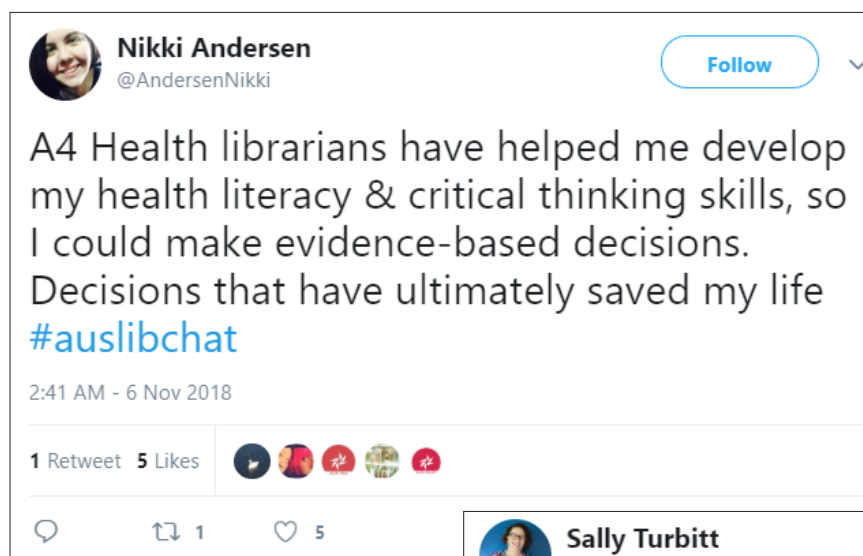 Nikki Andersen
@AndersenNikki
Follow
A4 Health librarians have helped me develop
my health literacy & critical thinking skills, so
I could make evidence-based decisions.
Decisions that have ultimately saved my life
#auslibchat
2:41 AM - 6 Nov 2018
1 Retweet 5 Likes
1 5
Sally Turbitt